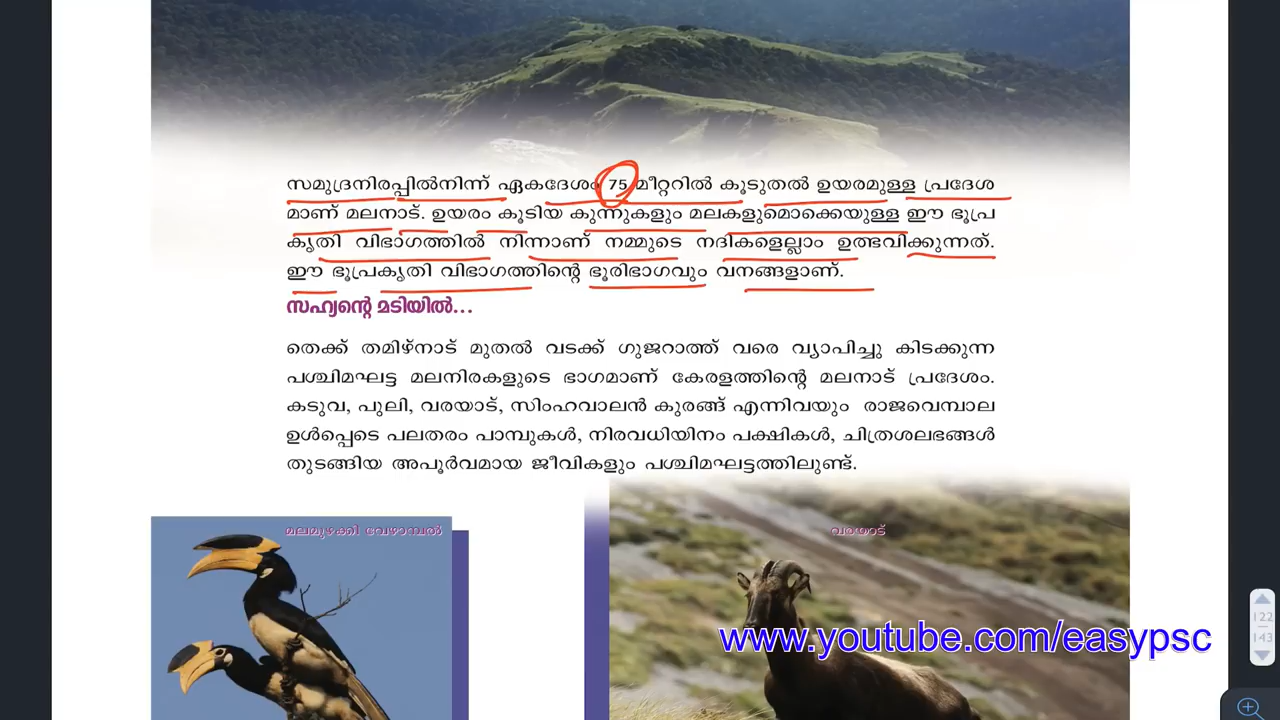 സമുദ്രനിരപ്പിൽനിന്ന് ഏകദേശം 75 മീറ്ററിൽ കൂടുതൽ ഉയരമുള്ള പ്രദേശ
മാണ് മലനാട്. ഉയരം കൂടിയ കുന്നുകളും മലകളുമൊക്കെയുള്ള ഈ ഭൂപ്ര
കൃതി വിഭാഗത്തിൽ നിന്നാണ് നമ്മുടെ നദികളെല്ലാം ഉത്ഭവിക്കുന്നത്.
ഈ ഭൂപ്രകൃതി വിഭാഗത്തിന്റെ ഭൂരിഭാഗവും വനങ്ങളാണ്.
സഹ്യന്റെ മടിയിൽ...
തെക്ക് തമിഴ്നാട് മുതൽ വടക്ക് ഗുജറാത്ത് വരെ വ്യാപിച്ചു കിടക്കുന്ന
പശ്ചിമഘട്ട മലനിരകളുടെ ഭാഗമാണ് കേരളത്തിന്റെ മലനാട് പ്രദേശം.
കടുവ, പുലി, വരയാട്, സിംഹവാലൻ കുരങ്ങ് എന്നിവയും രാജവെമ്പാല
ഉൾപ്പെടെ പലതരം പാമ്പുകൾ, നിരവധിയിനം പക്ഷികൾ, ചിത്രശലഭങ്ങൾ
തുടങ്ങിയ അപൂർവമായ ജീവികളും പശ്ചിമഘട്ടത്തിലുണ്ട്.
മലമുഴക്കി വേഴാമ്പൽ
വരയാട്
www.youtube.com/easypsc
122
143